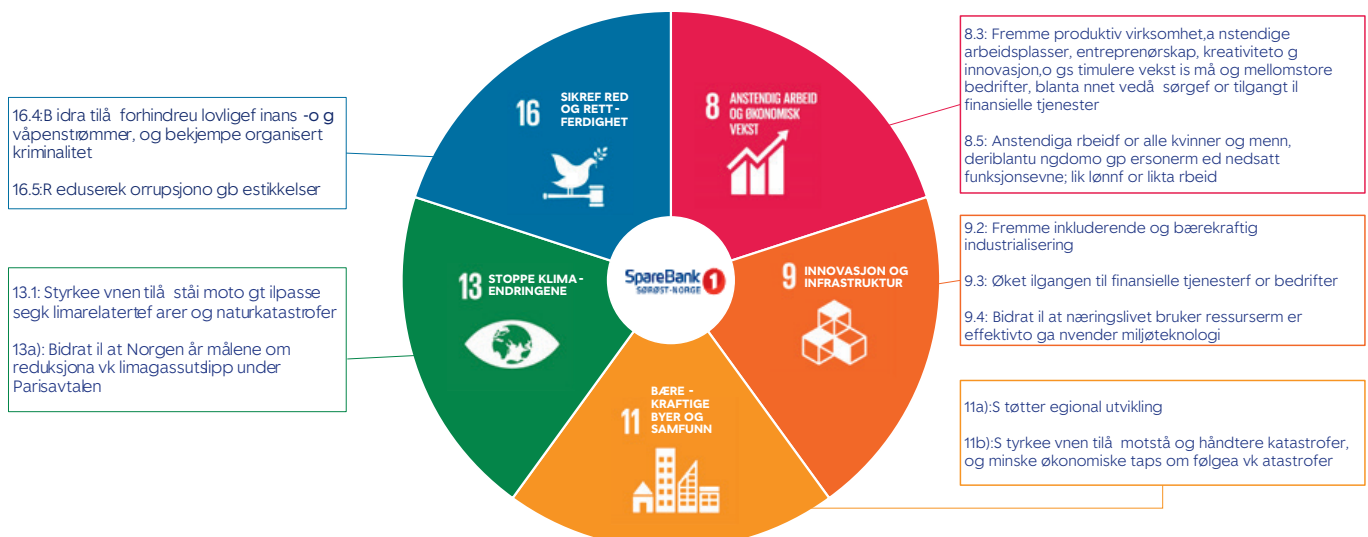 16.4:B idra tilå forhindreu lovligef inans -o g
våpenstrømmer, og bekjempe organisert
kriminalitet
16.5:R eduserek orrupsjono gb estikkelser
13.1: Styrkee vnen tilå ståi moto gt ilpasse
segk limarelatertef arer og naturkatastrofer
13a): Bidrat il at Norgen år målene om
reduksjona vk limagassutslipp under
Parisavtalen
16 SIKREF RED
OG RETT -
FERDIGHET
8 ANSTENDIG ARBEID
OG ØKONOMISK
VEKST
13 STOPPE KLIMA -
ENDRINGENE
SpareBank 1
SØRØST-NORGE
9 INNOVASJON OG
INFRASTRUKTUR
11 BÆRE -
KRAFTIGE
BYER OG
SAMFUNN
8.3: Fremme produktiv virksomhet,a nstendige
arbeidsplasser, entreprenørskap, kreativiteto g
innovasjon,o gs timulere vekst is må og mellomstore
bedrifter, blanta nnet vedå sørgef or tilgangt il
finansielle tjenester
8.5: Anstendiga rbeidf or alle kvinner og menn,
deriblantu ngdomo gp ersonerm ed nedsatt
funksjonsevne; lik lønnf or likta rbeid
9.2: Fremme inkluderende og bærekraftig
industrialisering
9.3: Øket ilgangen til finansielle tjenesterf or bedrifter
9.4: Bidrat il at næringslivet bruker ressurserm er
effektivto ga nvender miljøteknologi
11a):S tøtter egional utvikling
11b):S tyrkee vnen tilå motstå og håndtere katastrofer,
og minske økonomiske taps om følgea vk atastrofer